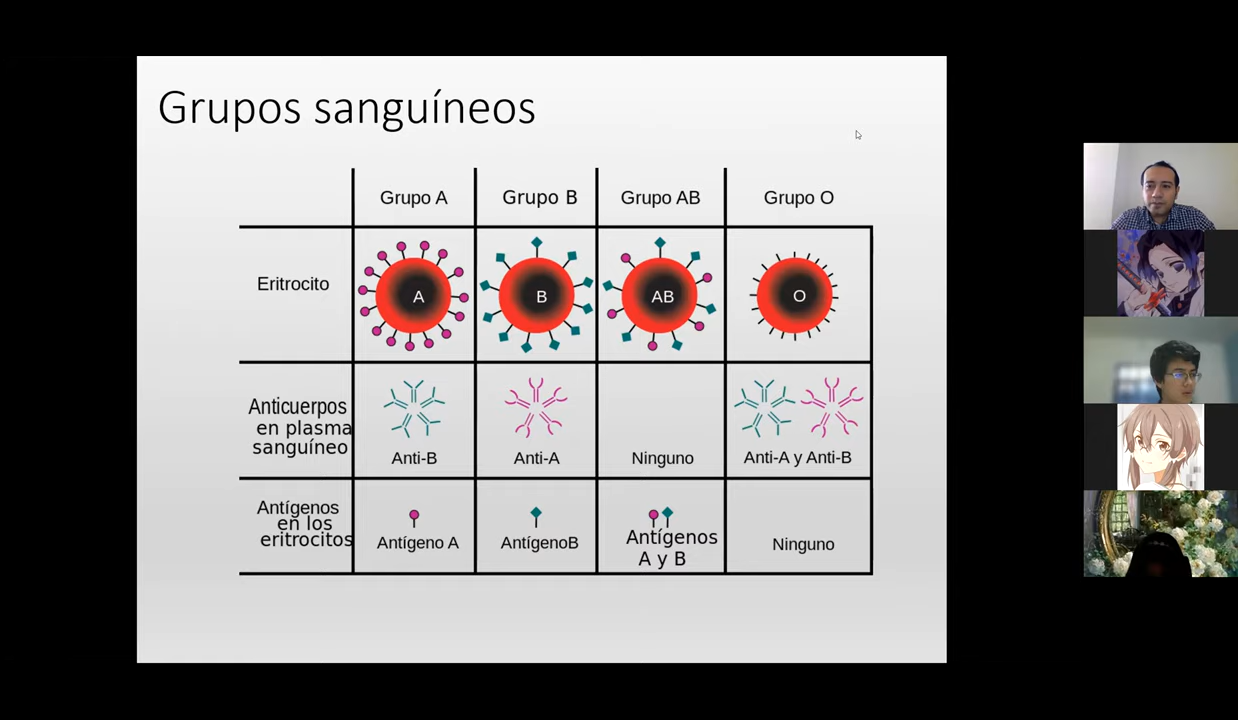 Grupos sanguíneos
Grupo A
Grupo B
Grupo AB
Grupo O
Eritrocito
A
B
AB
O
Anticuerpos
en plasma
sanguíneo
Anti-B
Anti-A
Ninguno
Anti-A y Anti-B
Antígenos
en los
eritrocitos
Antígeno A
AntígenoB
Antígenos
A y B
Ninguno